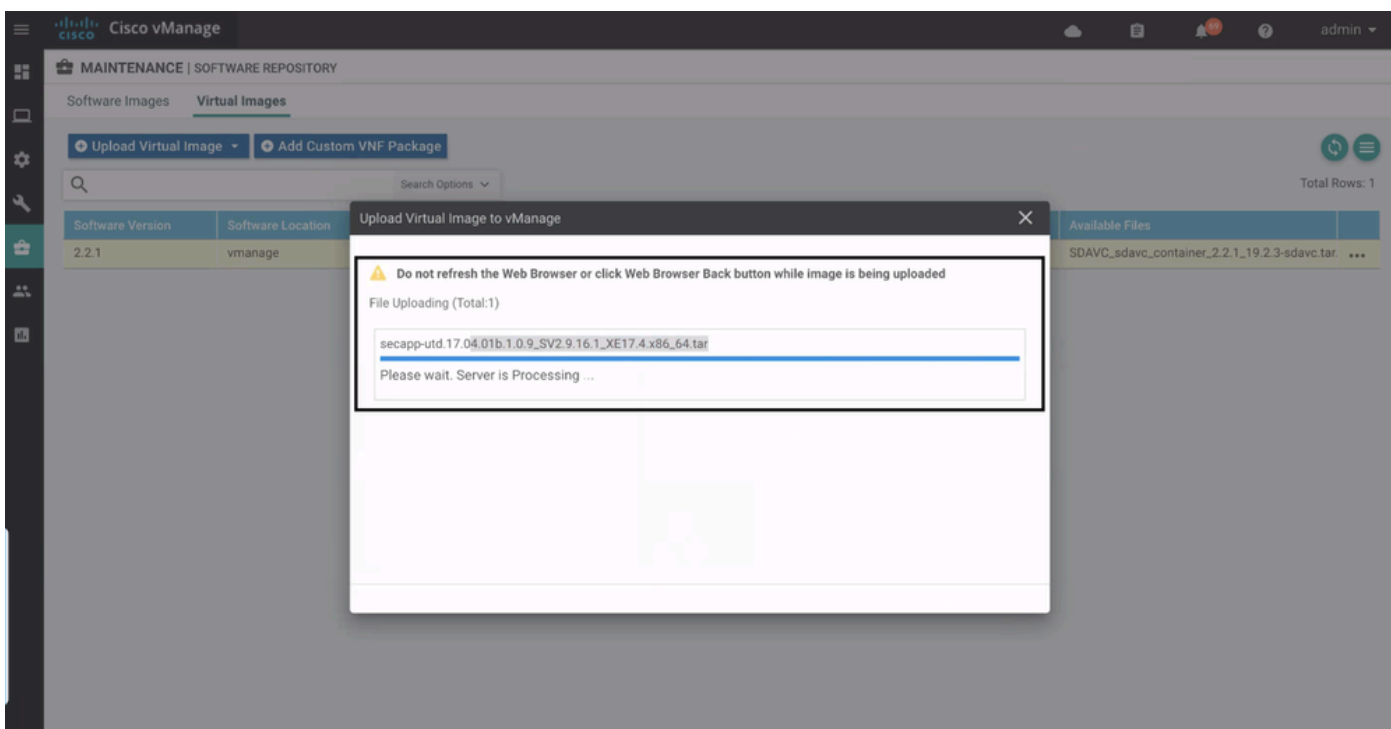 cisco Cisco vManage 59 admin
MAINTENANCE | SOFTWARE REPOSITORY
Software Images Virtual Images
Upload Virtual Image Add Custom VNF Package
Search Options Total Rows: 1
Software Version Software Location Available Files
2.2.1 vmanage SDAVC_sdavc_container_2.2.1_19.2.3-sdavc.tar. ...
Upload Virtual Image to vManage
Do not refresh the Web Browser or click Web Browser Back button while image is being uploaded
File Uploading (Total:1)
secapp-utd.17.04.01b.1.0.9_SV2.9.16.1_XE17.4.x86_64.tar
Please wait. Server is Processing ...